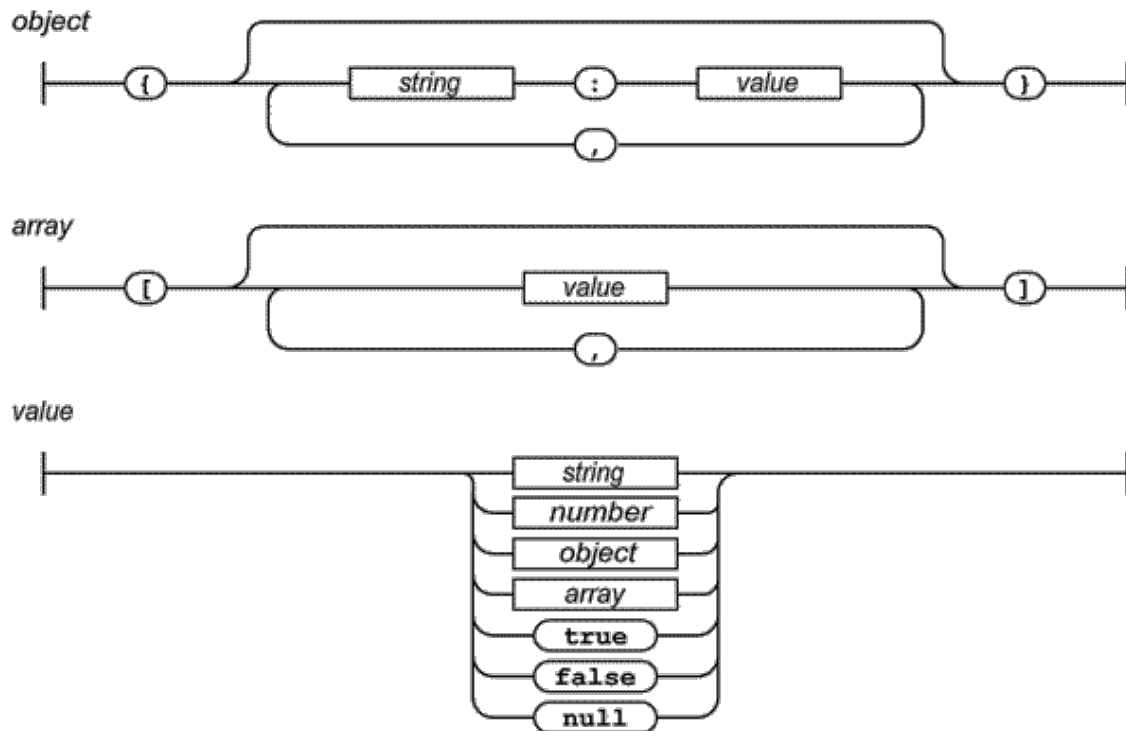 object
{ string : value }
,
array
[ value ]
,
value
string
number
object
array
true
false
null